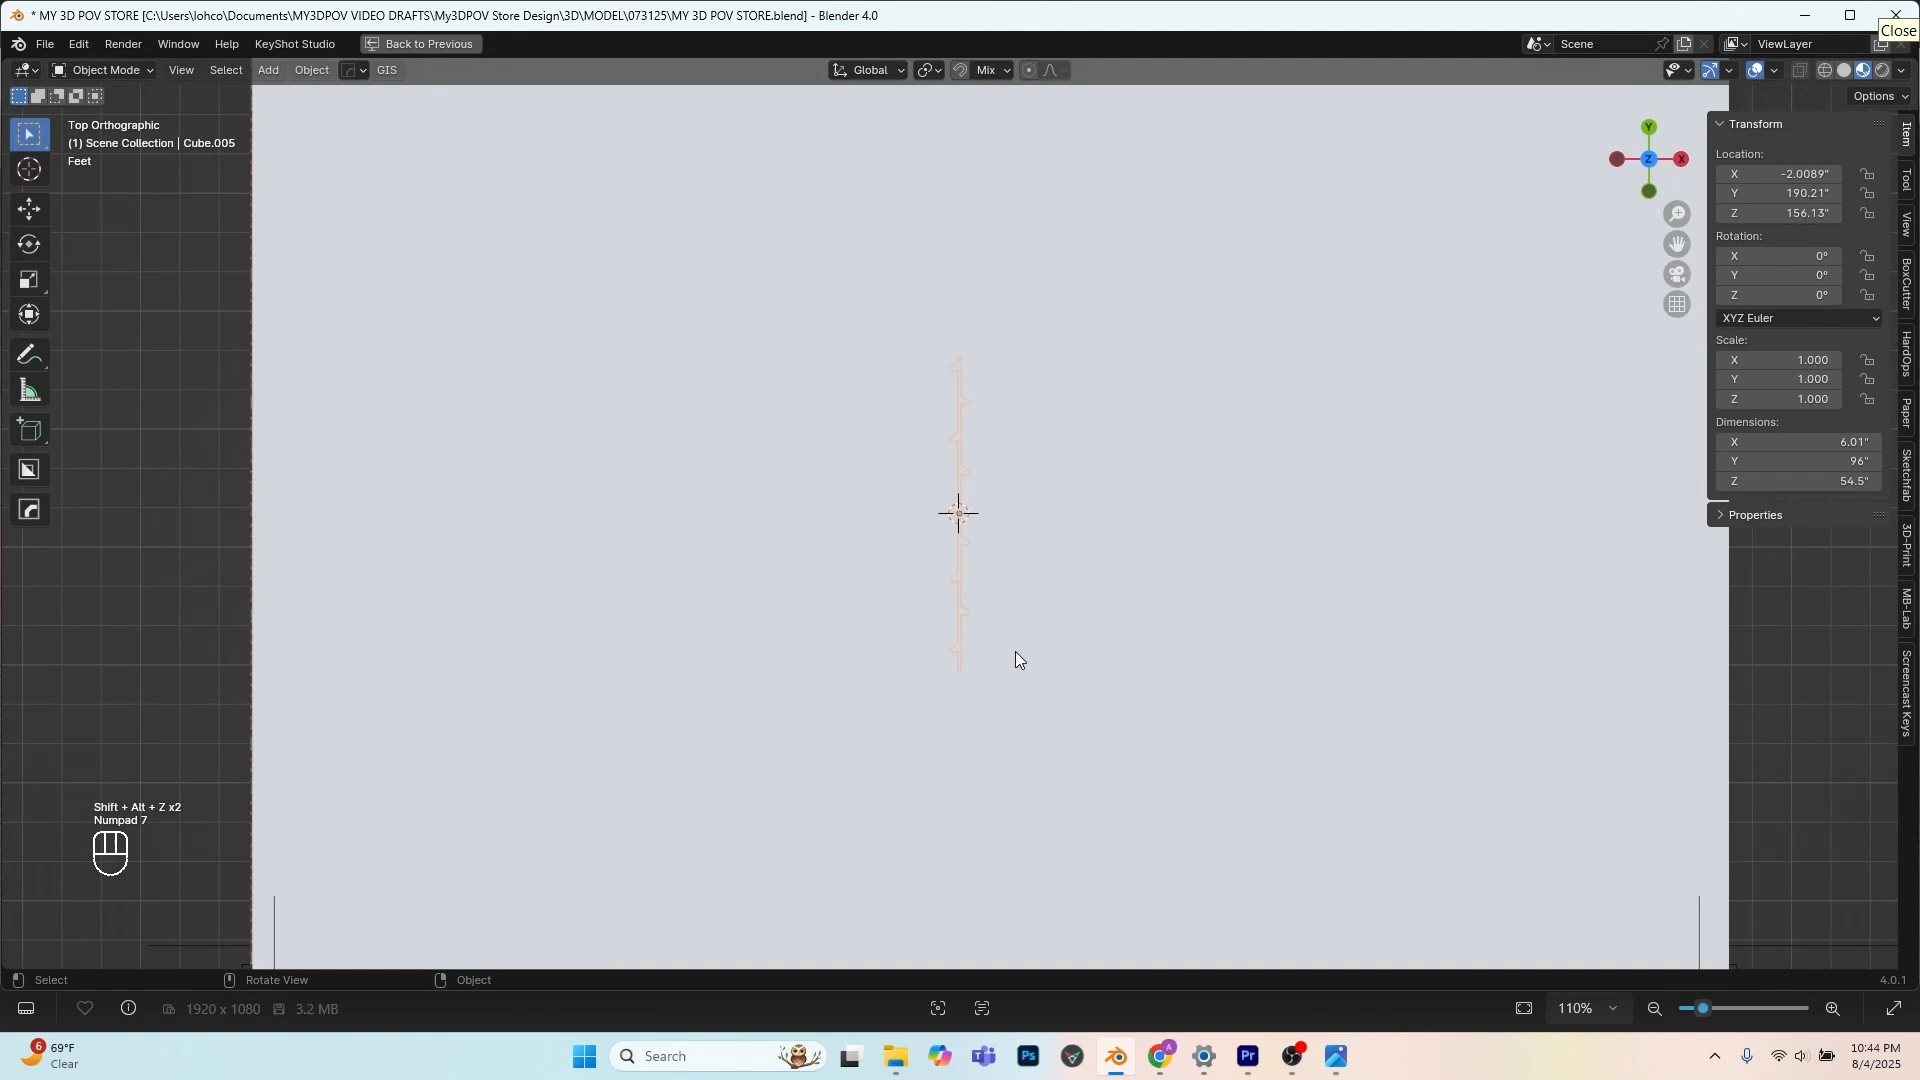 * MY 3D POV STORE [C:\Users\lohco\Documents\MY3DPOV VIDEO DRAFTS\My3DPOV Store Design\3D\MODEL\073125\MY 3D POV STORE.blend] - Blender 4.0
Close
File Edit Render Window Help KeyShot Studio Back to Previous Scene ViewLayer
Object Mode View Select Add Object GIS Global Mix
Options
Top Orthographic
(1) Scene Collection | Cube.005
Feet
Y
X
Z
Transform
Location:
X -2.0089"
Y 190.21"
Z 156.13"
Rotation:
X 0°
Y 0°
Z 0°
XYZ Euler
Scale:
X 1.000
Y 1.000
Z 1.000
Dimensions:
X 6.01"
Y 96"
Z 54.5"
Properties
Item
Tool
View
BoxCutter
HardOps
Paper
Sketchfab
3D-Print
MB-Lab
Screencast Keys
Shift + Alt + Z x2
Numpad 7
Select Rotate View Object 4.0.1
1920 x 1080 3.2 MB 110%
6
69°F
Clear
Search
Ps
A
Pr
10:44 PM
8/4/2025